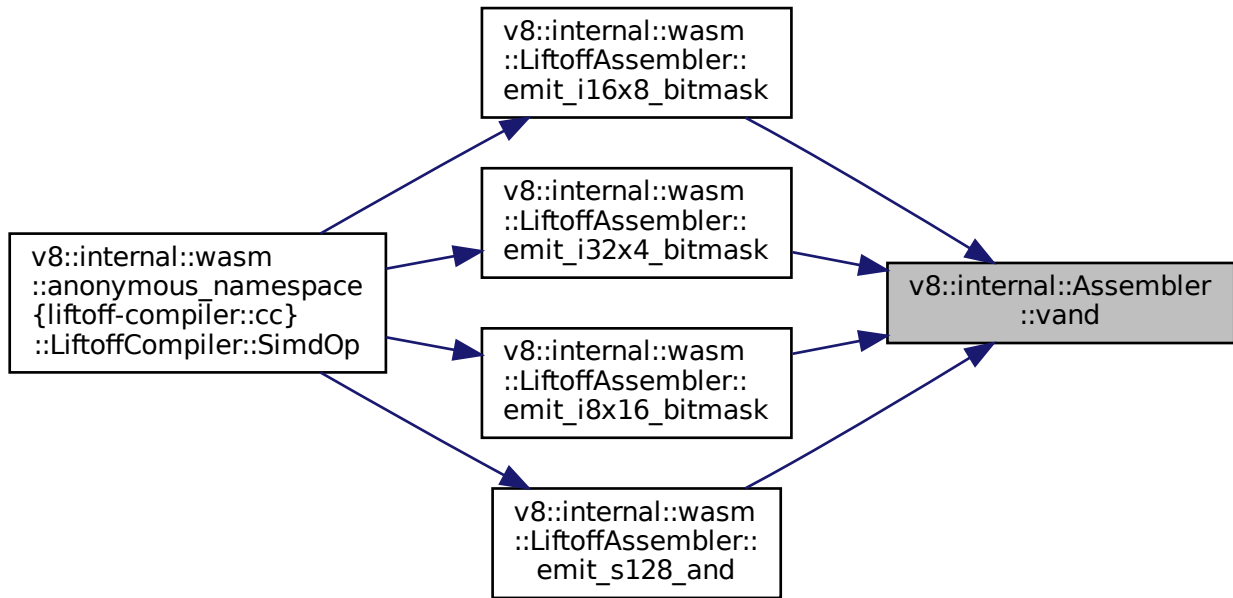 v8::internal::wasm
::LiftoffAssembler::
emit_i16x8_bitmask
v8::internal::wasm
::LiftoffAssembler::
emit_i32x4_bitmask
v8::internal::wasm
::anonymous_namespace
{liftoff-compiler::cc}
::LiftoffCompiler::SimdOp
v8::internal::Assembler
::vand
v8::internal::wasm
::LiftoffAssembler::
emit_i8x16_bitmask
v8::internal::wasm
::LiftoffAssembler::
emit_s128_and